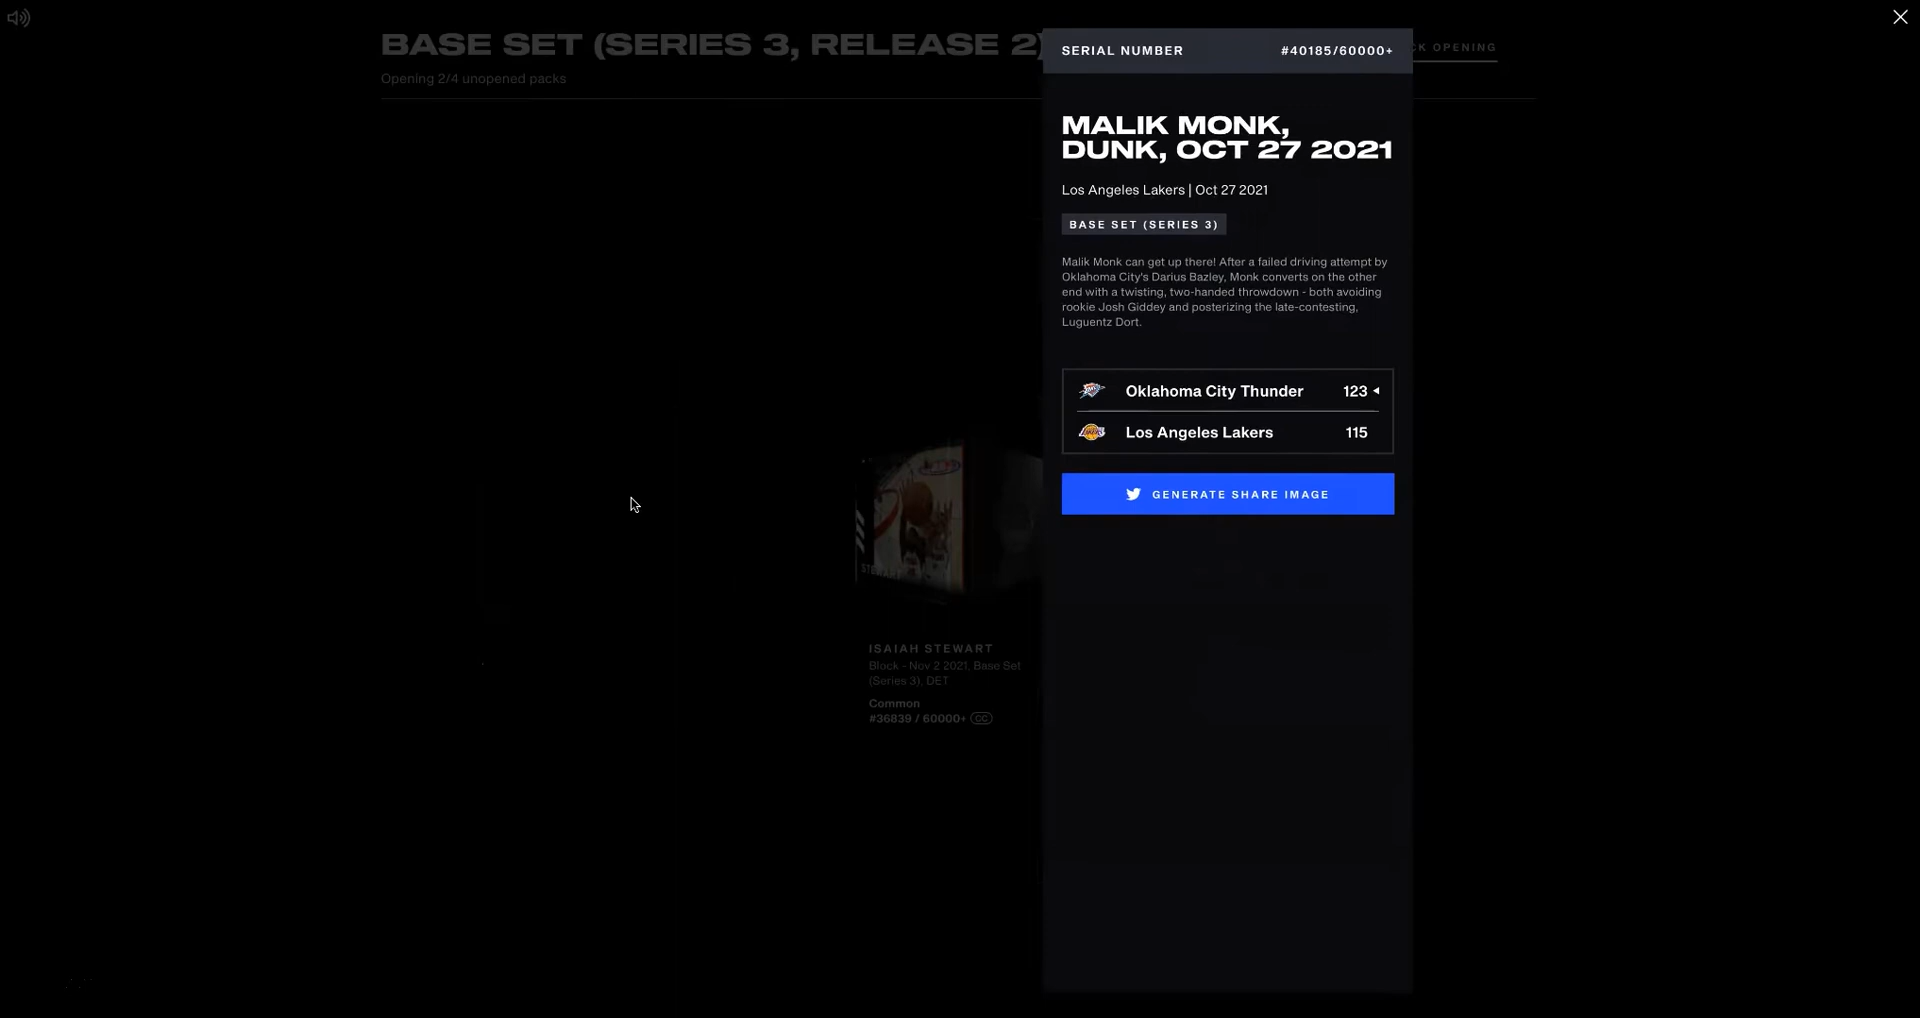 BASE SET (SERIES 3, RELEASE 2)
Opening 2/4 unopened packs
CK OPENING
SERIAL NUMBER #40185/60000+
MALIK MONK,
DUNK, OCT 27 2021
Los Angeles Lakers | Oct 27 2021
BASE SET (SERIES 3)
Malik Monk can get up there! After a failed driving attempt by
Oklahoma City's Darius Bazley, Monk converts on the other
end with a twisting, two-handed throwdown - both avoiding
rookie Josh Giddey and posterizing the late-contesting,
Luguentz Dort.
Oklahoma City Thunder 123
Los Angeles Lakers 115
GENERATE SHARE IMAGE
ISAIAH STEWART
Block - Nov 2 2021, Base Set
(Series 3), DET
Common
#36839 / 60000+ CC